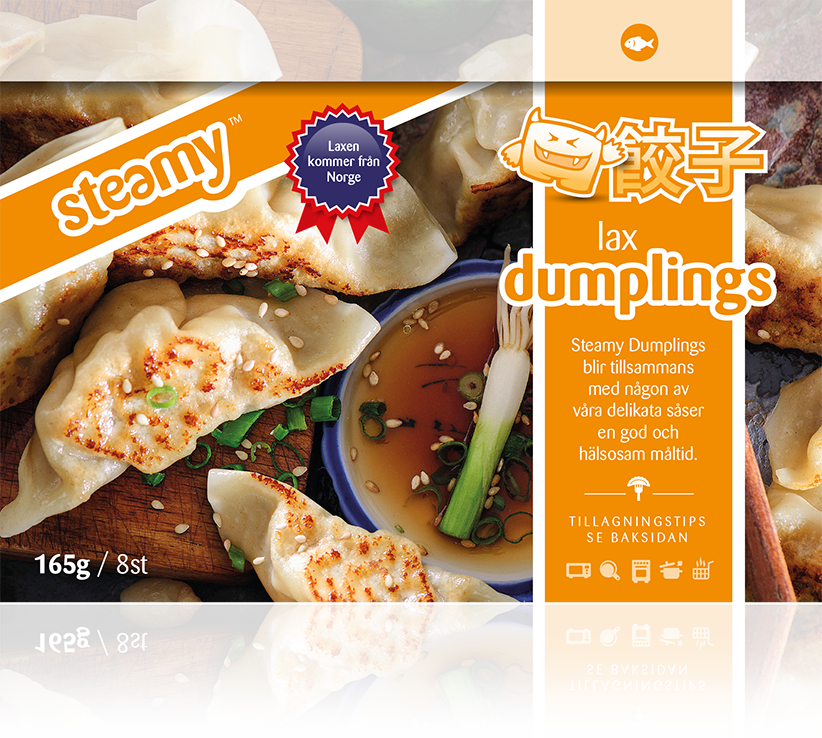 steamy™
Laxen
kommer från
Norge
餃子
lax
dumplings
Steamy Dumplings
blir tillsammans
med någon av
våra delikata såser
en god och
hälsosam måltid.
TILLAGNINGSTIPS
SE BAKSIDAN
165g / 8st